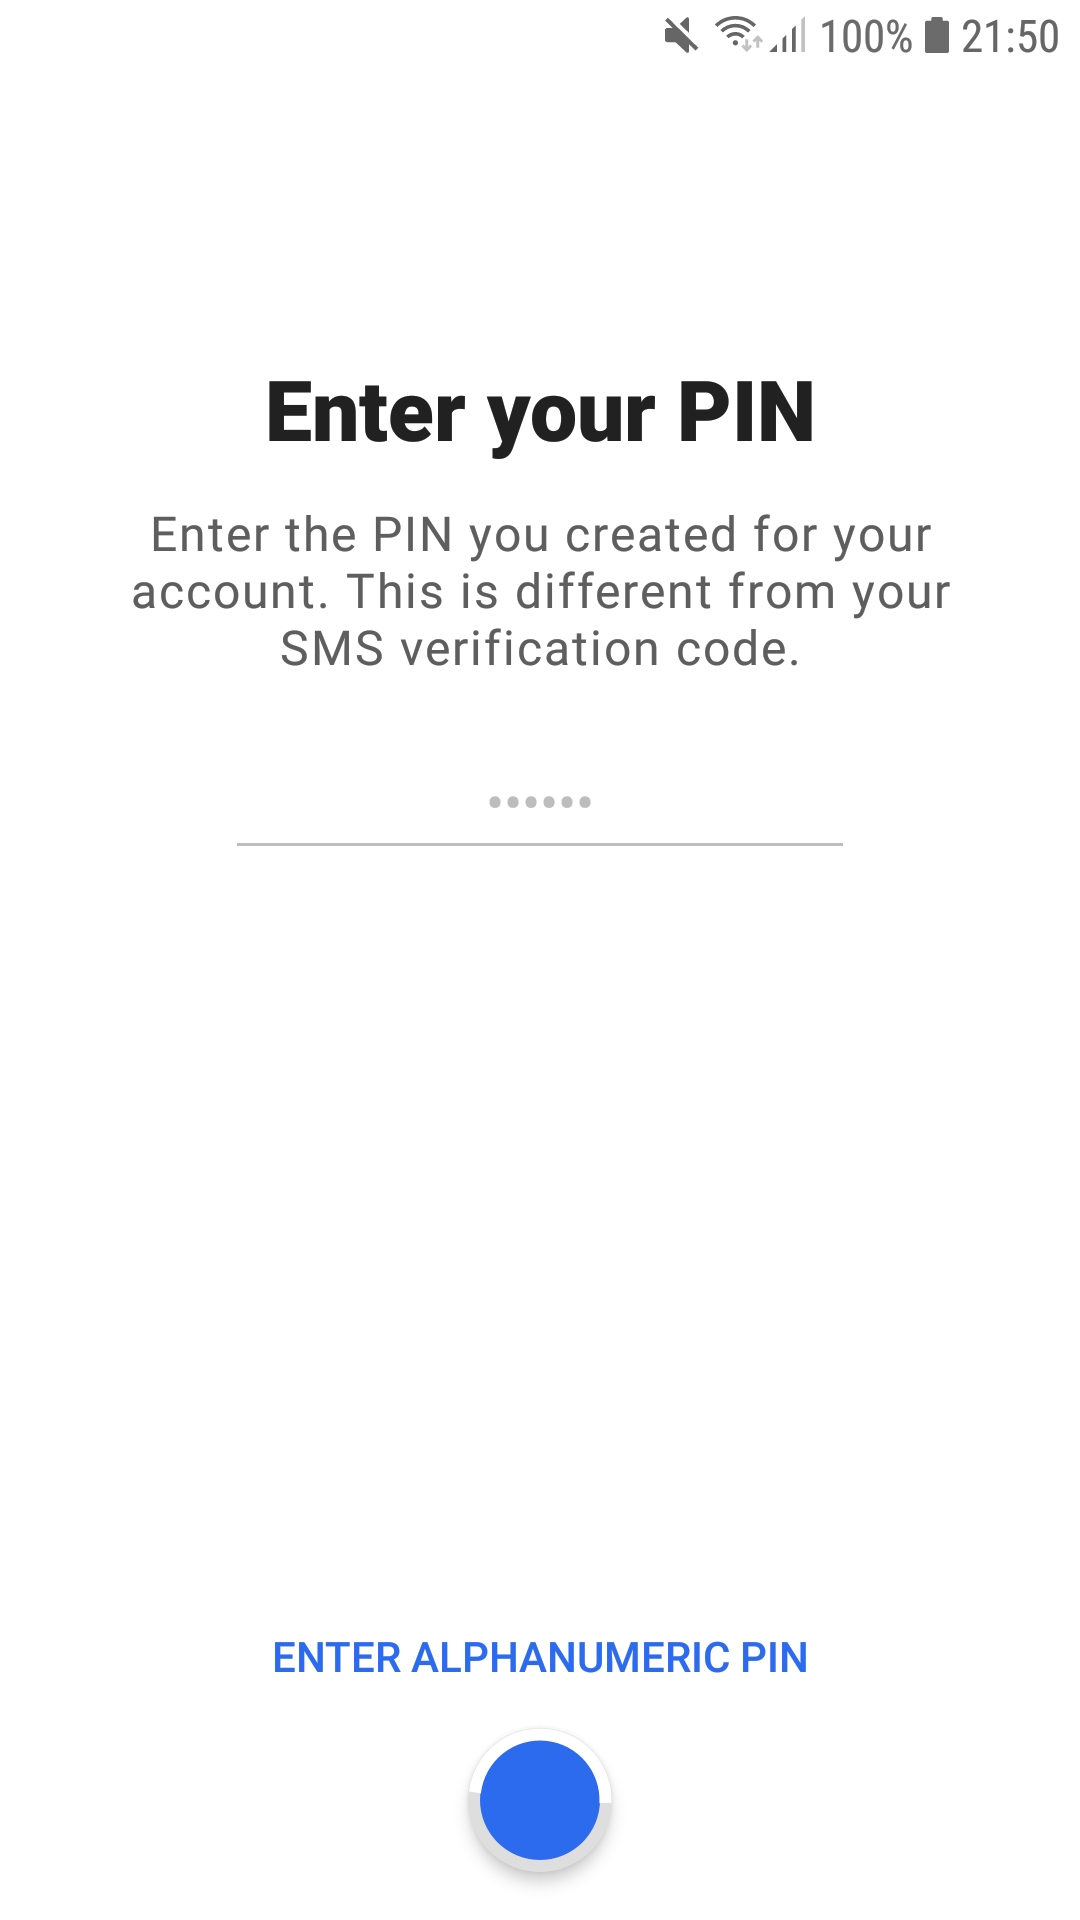 100% 21:50
Enter your PIN
Enter the PIN you created for your
account. This is different from your
SMS verification code.
••••••
ENTER ALPHANUMERIC PIN